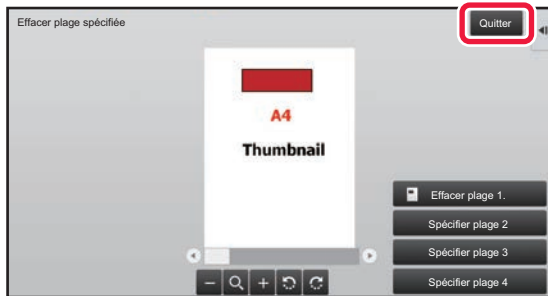 Effacer plage spécifiée
Quitter
A4
Thumbnail
Effacer plage 1.
Spécifier plage 2
Spécifier plage 3
Spécifier plage 4